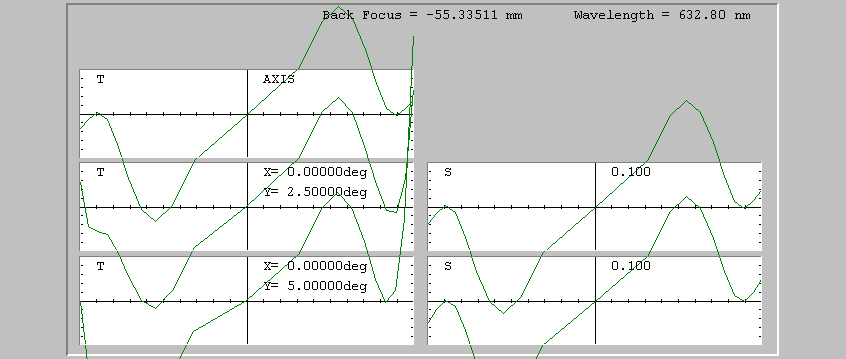 Back Focus = -55.33511 mm Wavelength = 632.80 nm
T AXIS
T X= 0.00000deg
Y= 2.50000deg
S 0.100
T X= 0.00000deg
Y= 5.00000deg
S 0.100